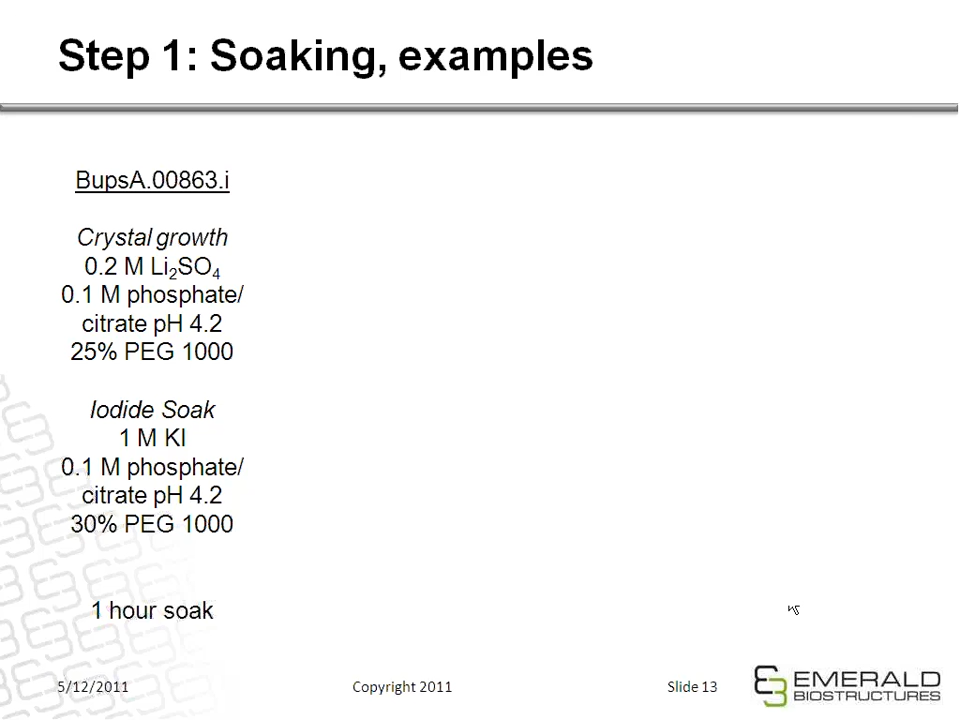 Step 1: Soaking, examples
BupsA.00863.i
Crystal growth
0.2 M Li₂SO₄
0.1 M phosphate/
citrate pH 4.2
25% PEG 1000
Iodide Soak
1 M KI
0.1 M phosphate/
citrate pH 4.2
30% PEG 1000
1 hour soak
5/12/2011
Copyright 2011
Slide 13
EMERALD
BIOSTRUCTURES